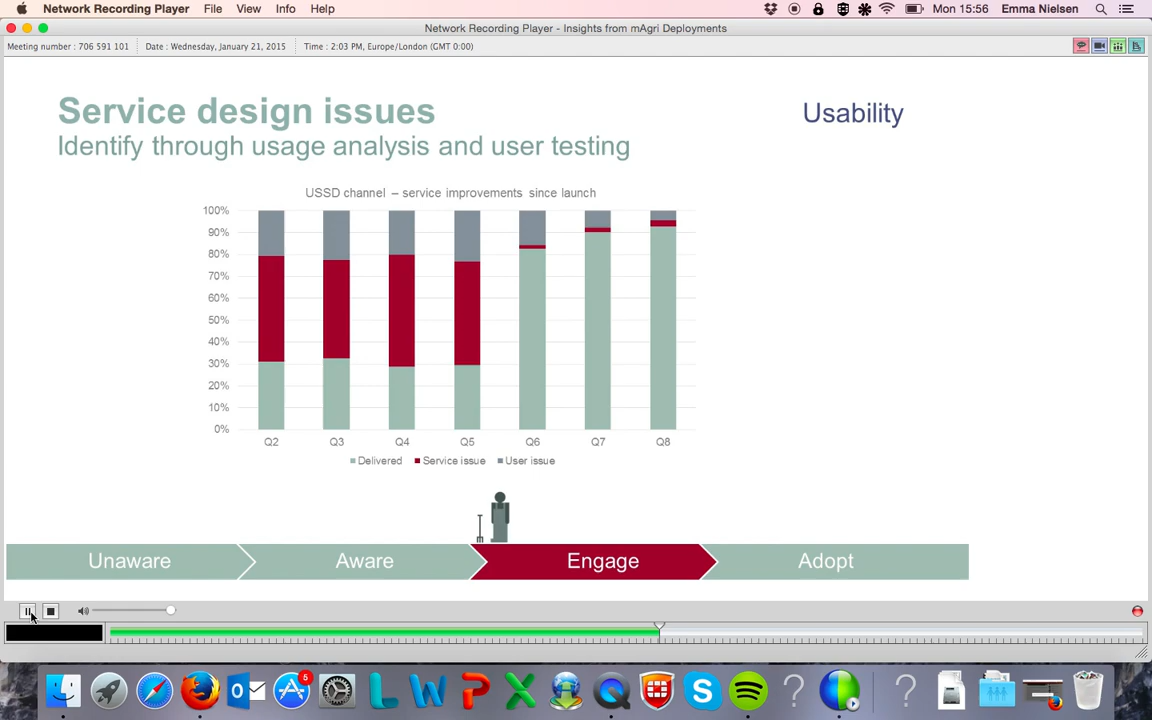 Network Recording Player File View Info Help Mon 15:56 Emma Nielsen
Network Recording Player - Insights from mAgri Deployments
Meeting number : 706 591 101 Date : Wednesday, January 21, 2015 Time : 2:03 PM, Europe/London (GMT 0:00)
Service design issues
Usability
Identify through usage analysis and user testing
USSD channel – service improvements since launch
100%
90%
80%
70%
60%
50%
40%
30%
20%
10%
0%
Q2 Q3 Q4 Q5 Q6 Q7 Q8
Delivered Service issue User issue
Unaware Aware Engage Adopt
5